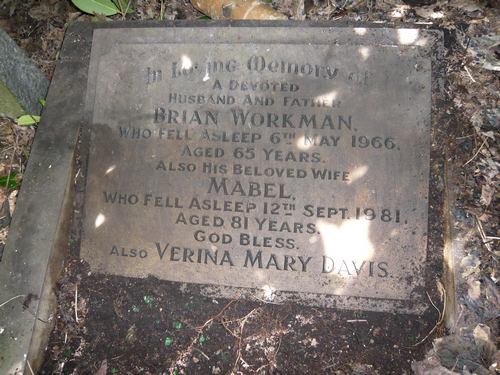 In Loving Memory of
A DEVOTED
HUSBAND AND FATHER
BRIAN WORKMAN,
WHO FELL ASLEEP 6TH MAY 1966.
AGED 65 YEARS.
ALSO HIS BELOVED WIFE
MABEL,
WHO FELL ASLEEP 12TH SEPT. 1981.
AGED 81 YEARS.
GOD BLESS.
ALSO VERINA MARY DAVIS.